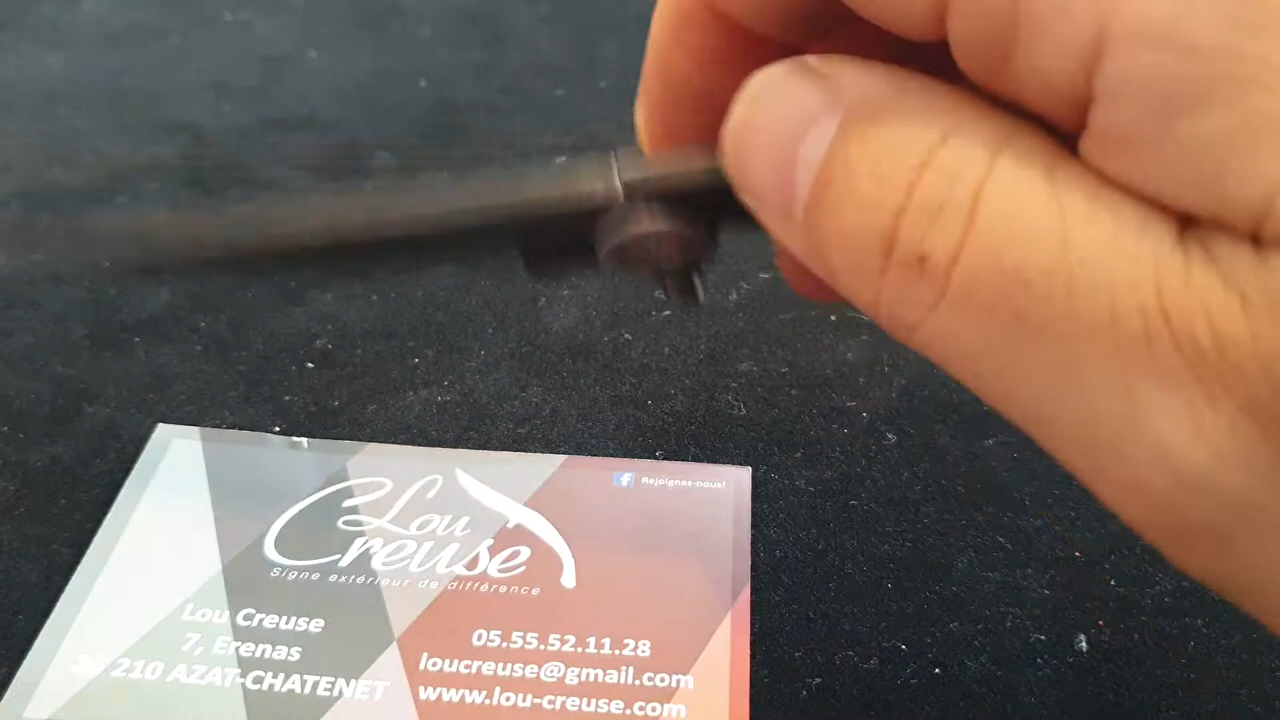 Rejoignez-nous!
Lou
Creuse
Signe extérieur de différence
Lou Creuse
7, Erenas
210 AZAT-CHATENET
05.55.52.11.28
loucreuse@gmail.com
www.lou-creuse.com